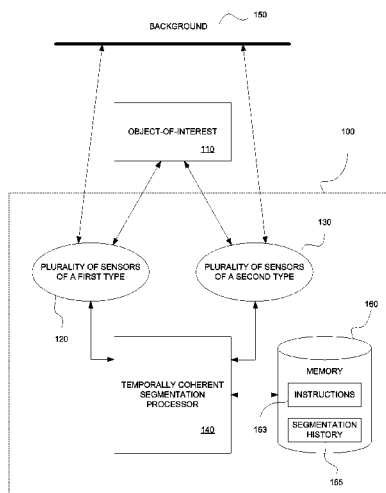 BACKGROUND
150
OBJECT-OF-INTEREST
110
100
130
PLURALITY OF SENSORS
OF A FIRST TYPE
PLURALITY OF SENSORS
OF A SECOND TYPE
120
160
TEMPORALLY COHERENT
SEGMENTATION
PROCESSOR
140
MEMORY
INSTRUCTIONS
163
SEGMENTATION
HISTORY
165